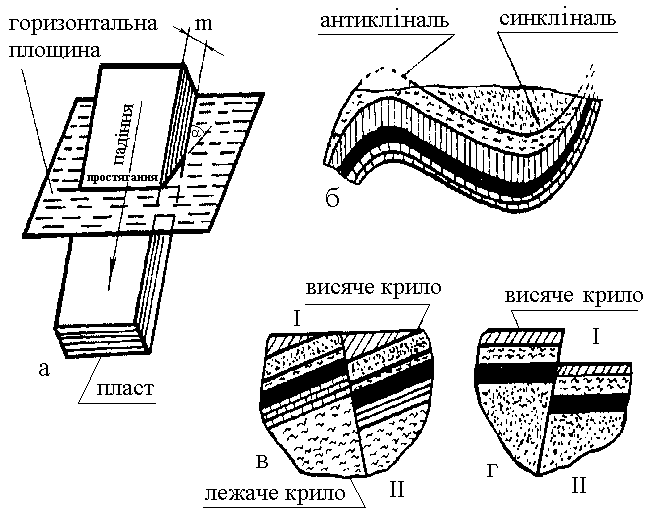 горизонтальна
площина
m
падіння
простягання
а
пласт
антикліналь
синкліналь
б
висяче крило
I
в
лежаче крило
II
висяче крило
I
г
II